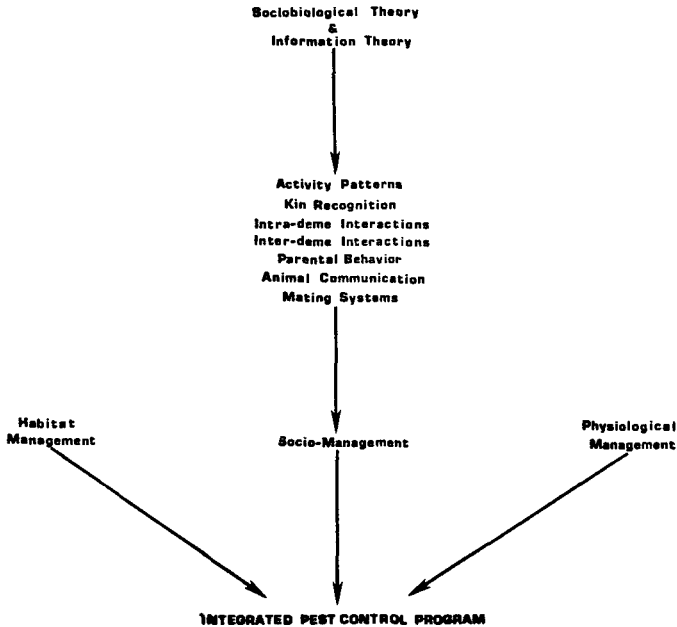 Sociobiological Theory
&
Information Theory
Activity Patterns
Kin Recognition
Intra-deme Interactions
Inter-deme Interactions
Parental Behavior
Animal Communication
Mating Systems
Habitat
Management
Socio-Management
Physiological
Management
INTEGRATED PEST CONTROL PROGRAM